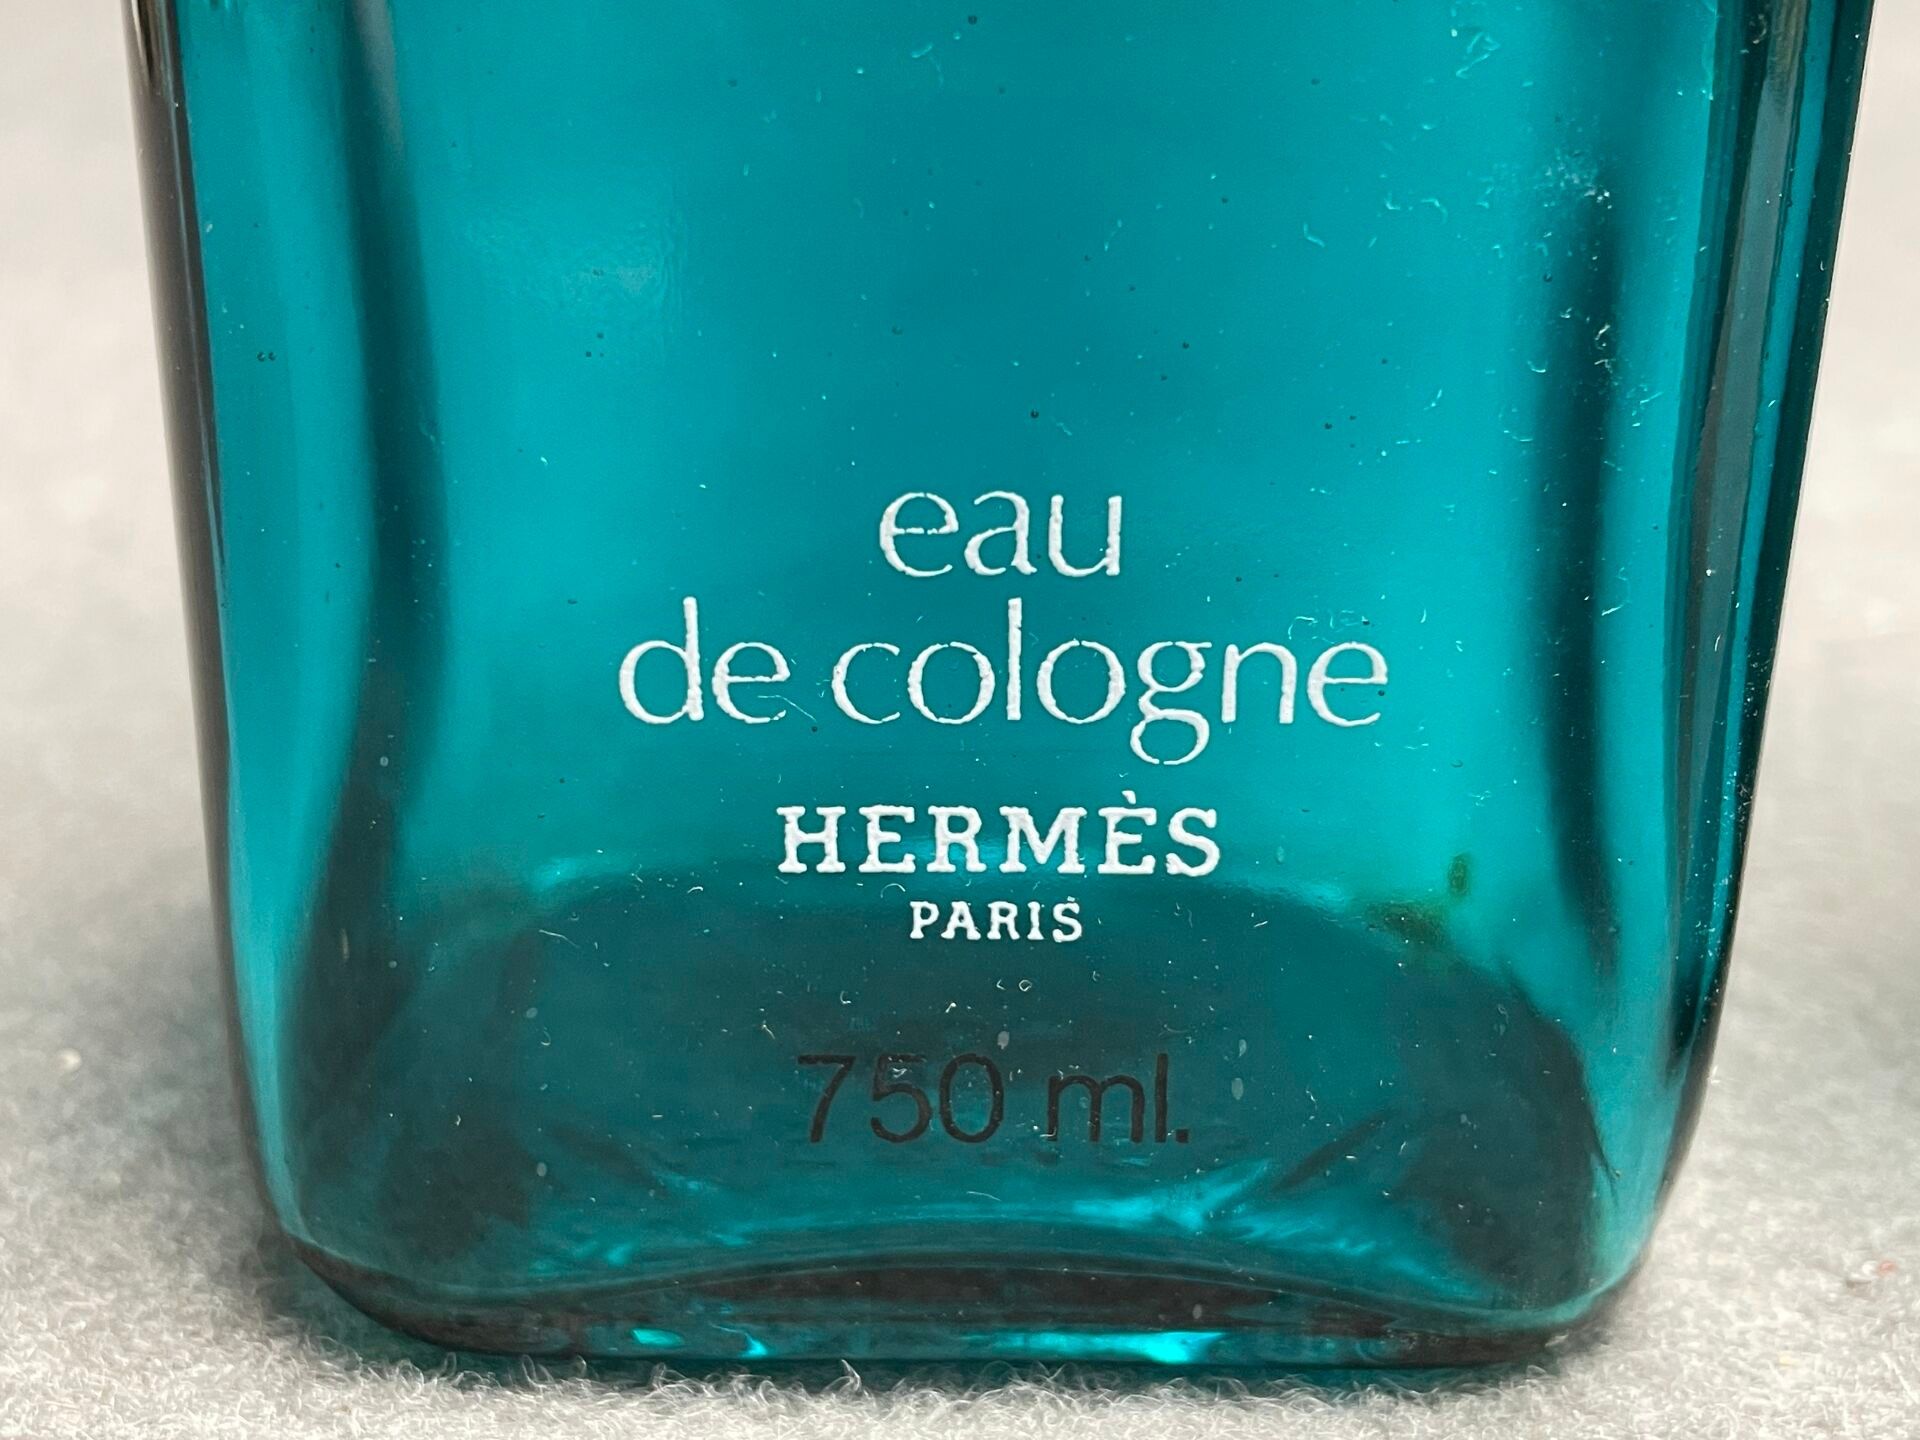 eau
de cologne
HERMÈS
PARIS
750 ml.